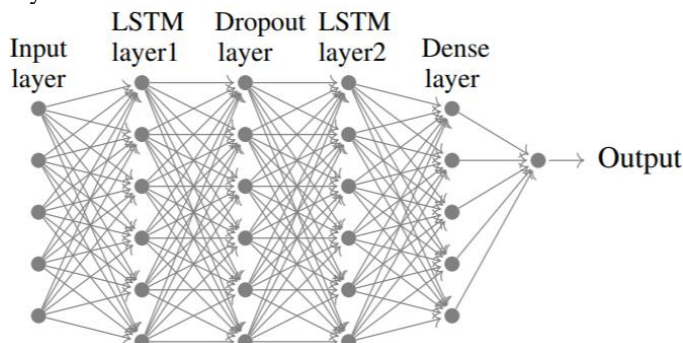 Input
layer
LSTM
layer1
Dropout
layer
LSTM
layer2
Dense
layer
Output